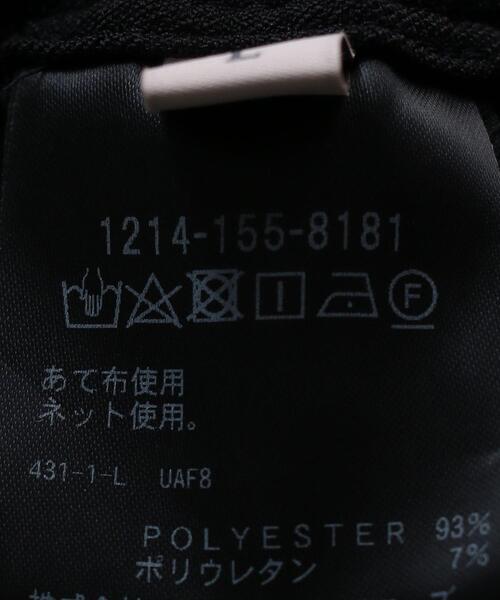 1214-155-8181
F
あて布使用
ネット使用。
431-1-L UAF8
POLYESTER 93%
ポリウレタン 7%